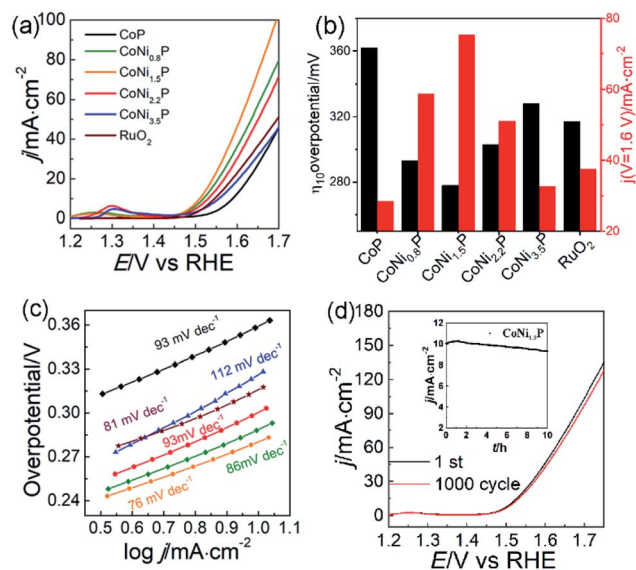 (a)
100
80
60
40
20
0
j/mA·cm⁻²
CoP
CoNi₀.₈P
CoNi₁.₅P
CoNi₂.₂P
CoNi₃.₅P
RuO₂
1.2 1.3 1.4 1.5 1.6 1.7
E/V vs RHE
(b)
360
320
280
η₁₀overpotential/mV
80
60
40
20
j(V=1.6 V)/mA·cm⁻²
CoP
CoNi₀.₈P
CoNi₁.₅P
CoNi₂.₂P
CoNi₃.₅P
RuO₂
(c)
0.36
0.33
0.30
0.27
0.24
Overpotential/V
93 mV dec⁻¹
112 mV dec⁻¹
81 mV dec⁻¹
93mV dec⁻¹
86mV dec⁻¹
76 mV dec⁻¹
0.4 0.5 0.6 0.7 0.8 0.9 1.0 1.1
log j/mA·cm⁻²
(d)
180
150
120
90
60
30
0
j/mA·cm⁻²
CoNi₁.₅P
12
10
8
6
4
2
0
j/mA·cm⁻²
0 2 4 6 8 10
t/h
1 st
1000 cycle
1.2 1.3 1.4 1.5 1.6 1.7
E/V vs RHE